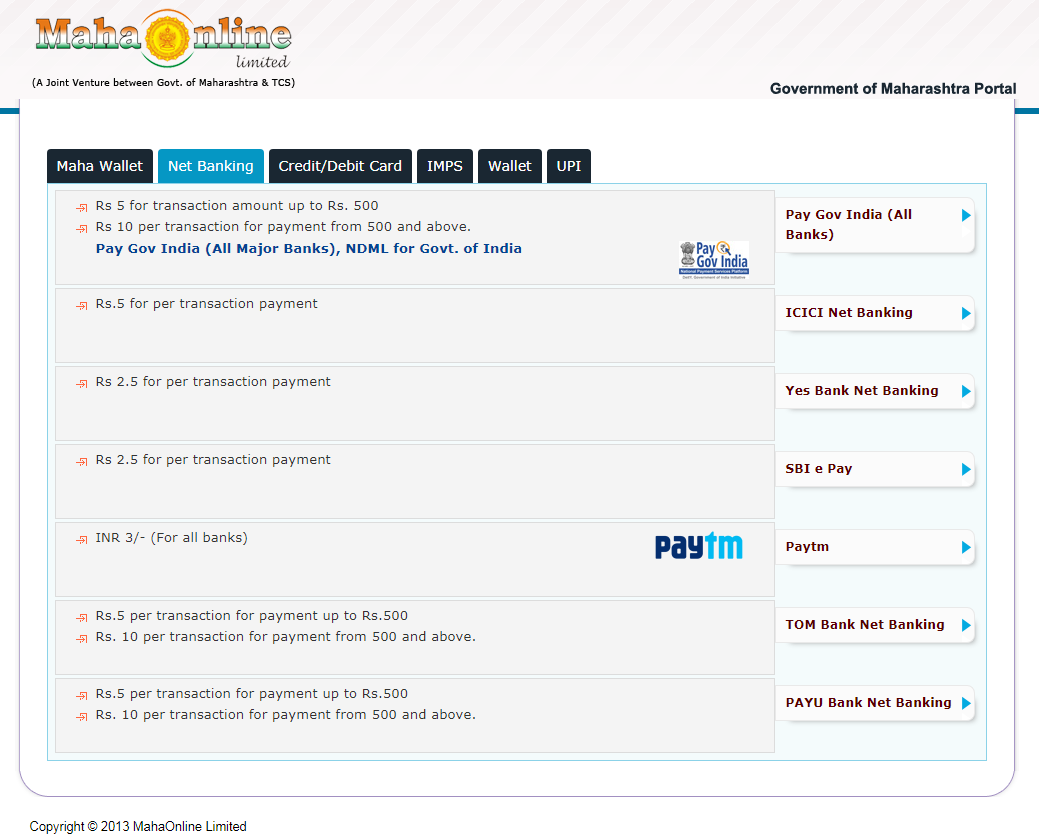 MahaOnline
limited
(A Joint Venture between Govt. of Maharashtra & TCS)
Government of Maharashtra Portal
Maha Wallet Net Banking Credit/Debit Card IMPS Wallet UPI
Rs 5 for transaction amount up to Rs. 500
Rs 10 per transaction for payment from 500 and above.
Pay Gov India (All Major Banks), NDML for Govt. of India
Pay
Gov India
National Payment Services Platform
Pay Gov India (All
Banks)
Rs.5 for per transaction payment
ICICI Net Banking
Rs 2.5 for per transaction payment
Yes Bank Net Banking
Rs 2.5 for per transaction payment
SBI e Pay
INR 3/- (For all banks)
paytm
Paytm
Rs.5 per transaction for payment up to Rs.500
Rs. 10 per transaction for payment from 500 and above.
TOM Bank Net Banking
Rs.5 per transaction for payment up to Rs.500
Rs. 10 per transaction for payment from 500 and above.
PAYU Bank Net Banking
Copyright © 2013 MahaOnline Limited